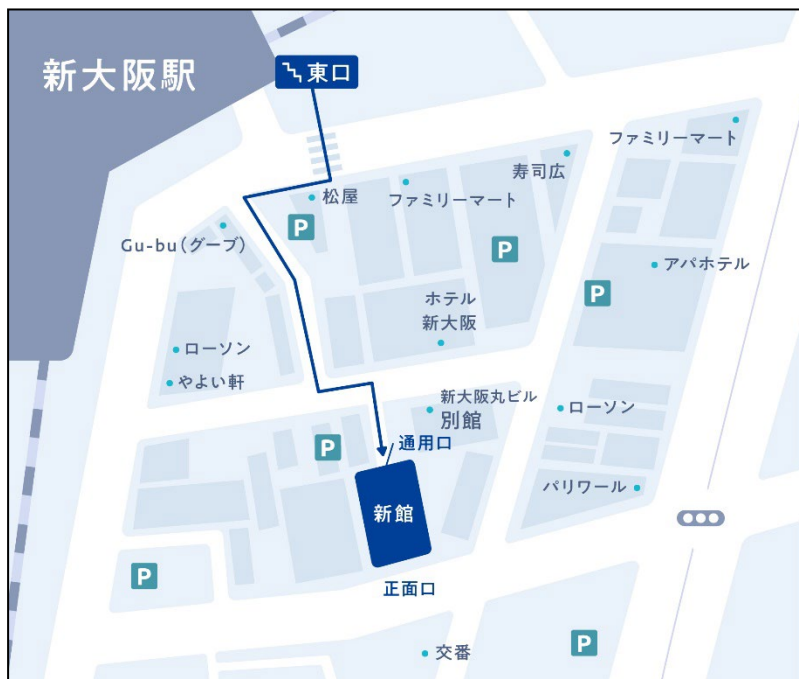 新大阪駅
東口
ファミリーマート
寿司広
松屋
ファミリーマート
P
Gu-bu(グーブ)
P
アパホテル
P
ホテル
新大阪
ローソン
やよい軒
新大阪丸ビル
別館
ローソン
通用口
P
パリワール
新館
P
正面口
交番
P